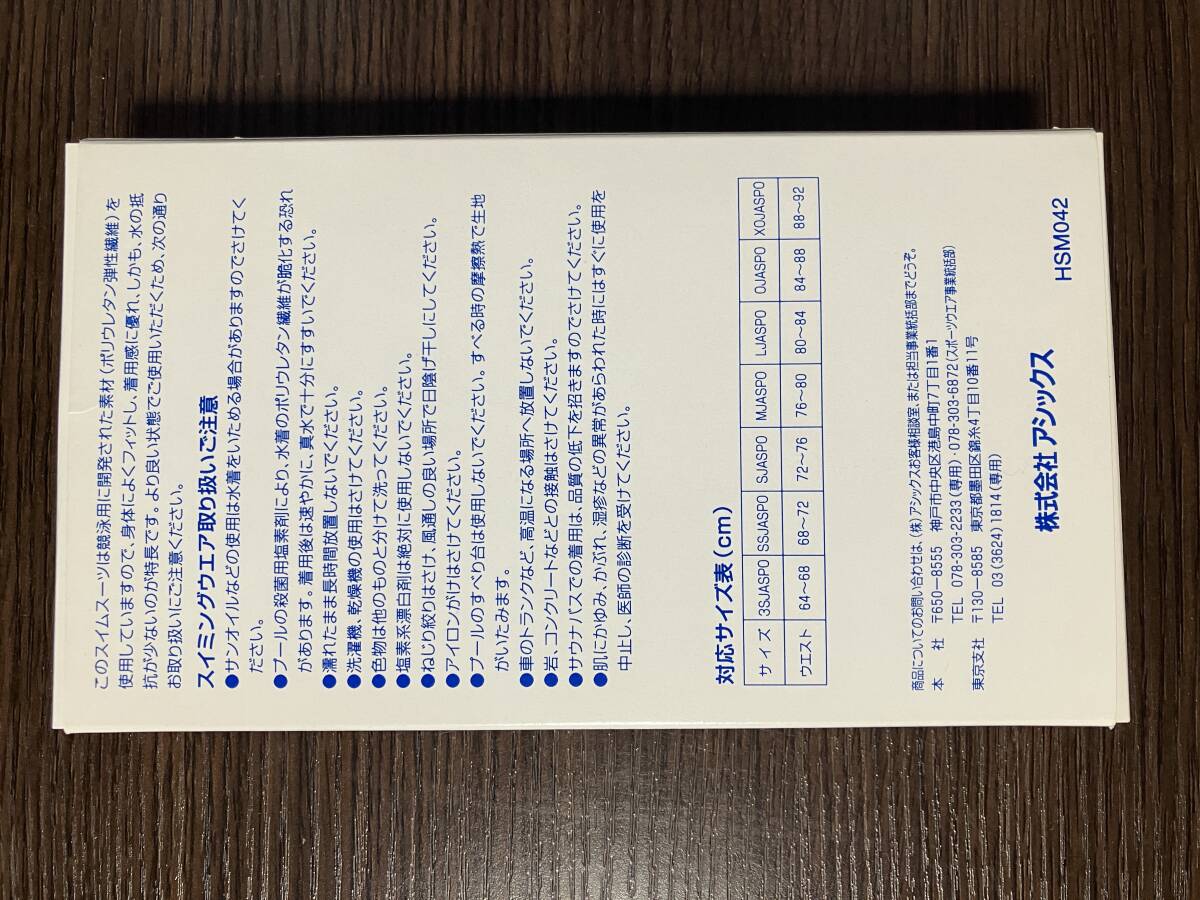 このスイムスーツは競泳用に開発された素材(ポリウレタン弾性繊維)を
使用していますので、身体によくフィットし、着用感に優れ、しかも、水の抵
抗が少ないのが特長です。より良い状態でご使用いただくため、次の通り
お取り扱いにご注意ください。
スイミングウエア取り扱いご注意
●サンオイルなどの使用は水着をいためる場合がありますのでさけてく
ださい。
●プールの殺菌用塩素剤により、水着のポリウレタン繊維が脆化する恐れ
があります。着用後は速やかに、真水で十分にすすいでください。
●濡れたまま長時間放置しないでください。
●洗濯機、乾燥機の使用はさけてください。
●色物は他のものと分けて洗ってください。
●塩素系漂白剤は絶対に使用しないでください。
●ねじり絞りはさけ、風通しの良い場所で日陰げ干しにしてください。
●アイロンがけはさけてください。
●プールのすべり台は使用しないでください。すべる時の摩擦熱で生地
がいたみます。
●車のトランクなど、高温になる場所へ放置しないでください。
●岩、コンクリートなどとの接触はさけてください。
●サウナバスでの着用は、品質の低下を招きますのでさけてください。
●肌にかゆみ、かぶれ、湿疹などの異常があらわれた時にはすぐに使用を
中止し、医師の診断を受けてください。
対応サイズ表(cm)
サイズ 3SJASPO SSJASPO SJASPO MJASPO LJASPO OJASPO XOJASPO
ウエスト 64～68 68～72 72～76 76～80 80～84 84～88 88～92
商品についてのお問い合わせは、(株)アシックスお客様相談室、または担当事業統括部までどうぞ。
本 社 〒650-8555 神戸市中央区港島中町7丁目1番1
TEL 078-303-2233(専用)・078-303-6872(スポーツウエア事業統括部)
東京支社 〒130-8585 東京都墨田区錦糸4丁目10番11号
TEL 03(3624)1814(専用)
株式会社 アシックス
HSM042